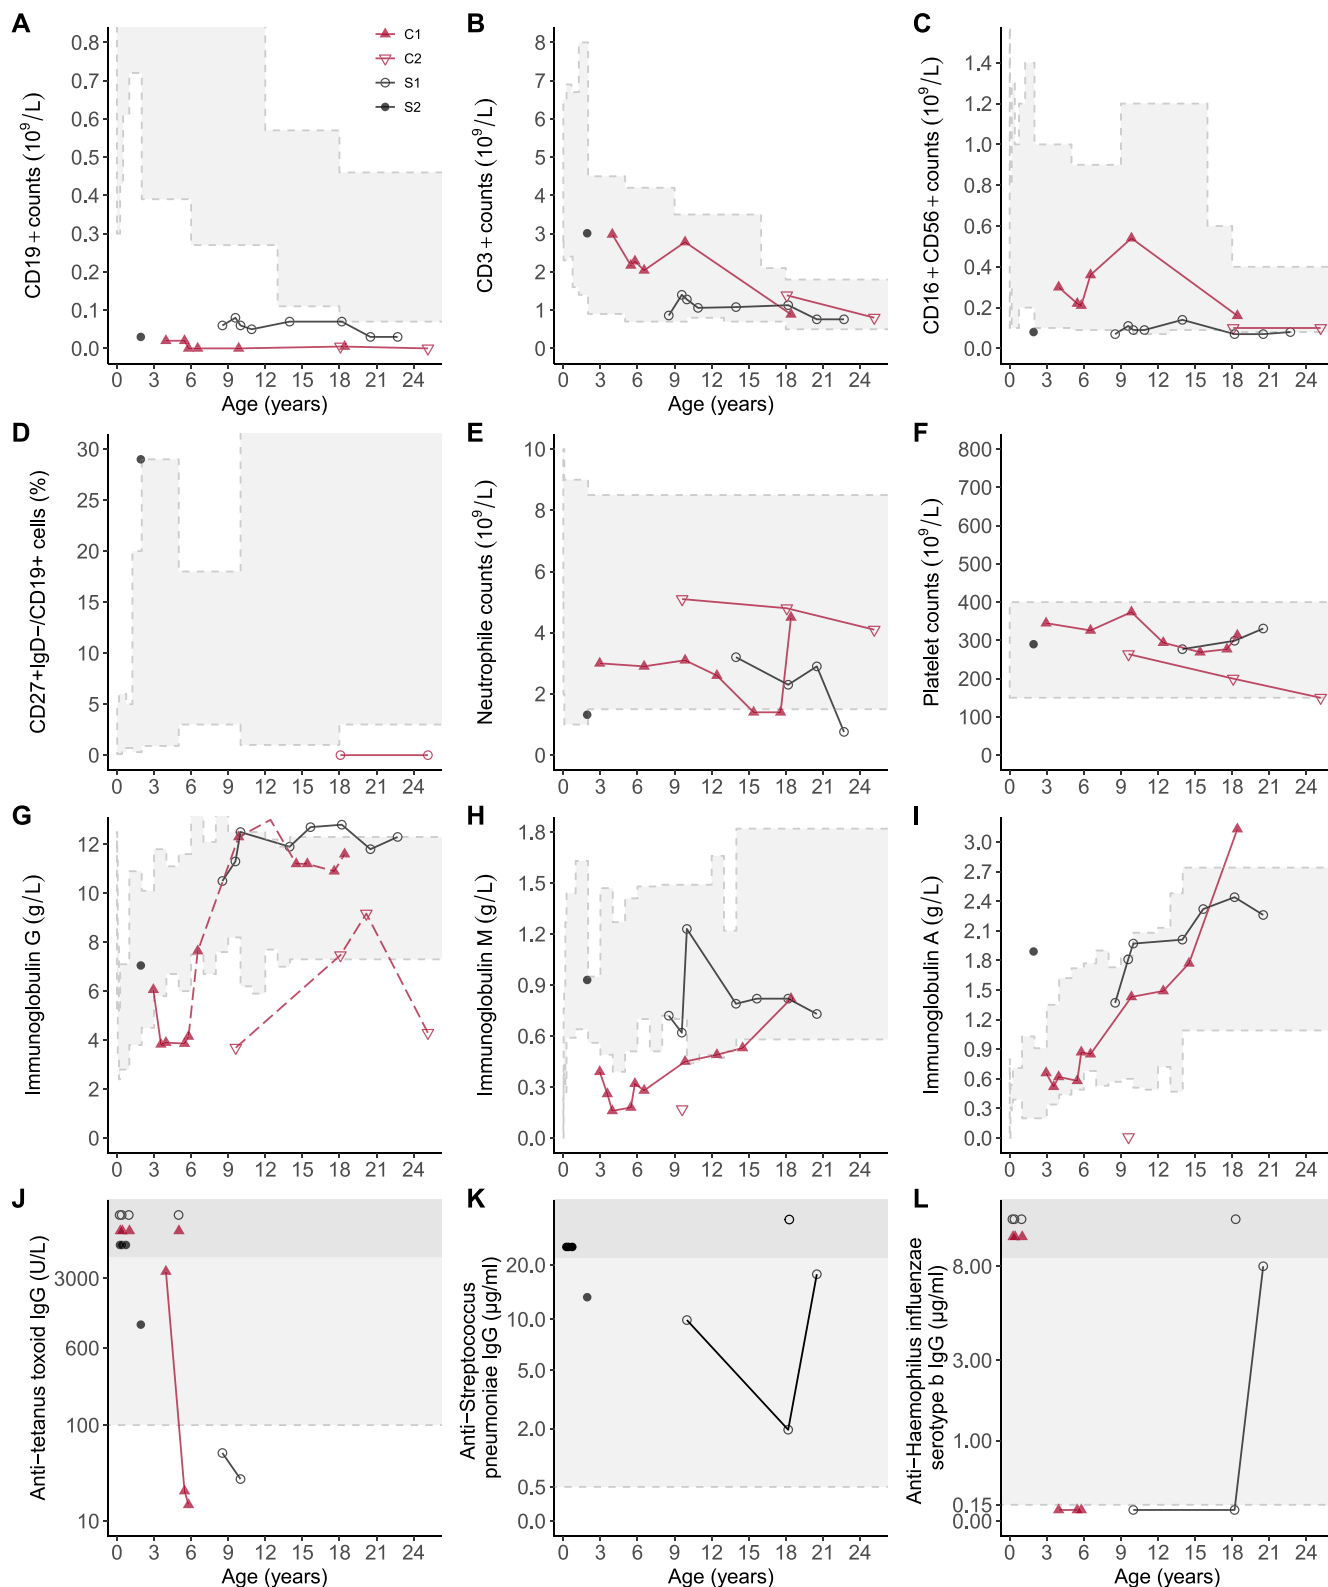 A
CD19+counts (10^9/L)
0.8
0.7
0.6
0.5
0.4
0.3
0.2
0.1
0.0
0 3 6 9 12 15 18 21 24
Age (years)
C1
C2
S1
S2
B
CD3+counts (10^9/L)
8
7
6
5
4
3
2
1
0
0 3 6 9 12 15 18 21 24
Age (years)
C
CD16+CD56+counts (10^9/L)
1.4
1.2
1.0
0.8
0.6
0.4
0.2
0.0
0 3 6 9 12 15 18 21 24
D
CD27+IgD−/CD19+ cells (%)
30
25
20
15
10
5
0
0 3 6 9 12 15 18 21 24
E
Neutrophile counts (10^9/L)
10
8
6
4
2
0
0 3 6 9 12 15 18 21 24
F
Platelet counts (10^9/L)
800
700
600
500
400
300
200
100
0
0 3 6 9 12 15 18 21 24
G
Immunoglobulin G (g/L)
12
10
8
6
4
2
0
0 3 6 9 12 15 18 21 24
H
Immunoglobulin M (g/L)
1.8
1.5
1.2
0.9
0.6
0.3
0.0
0 3 6 9 12 15 18 21 24
I
Immunoglobulin A (g/L)
3.0
2.7
2.4
2.1
1.8
1.5
1.2
0.9
0.6
0.3
0.0
0 3 6 9 12 15 18 21 24
J
Anti−tetanus toxoid IgG (U/L)
3000
600
100
10
0 3 6 9 12 15 18 21 24
Age (years)
K
Anti−Streptococcus
pneumoniae IgG (μg/ml)
20.0
10.0
5.0
2.0
0.5
0.0
0 3 6 9 12 15 18 21 24
Age (years)
L
Anti−Haemophilus influenzae
serotype b IgG (μg/ml)
8.00
3.00
1.00
0.15
0.00
0 3 6 9 12 15 18 21 24
Age (years)